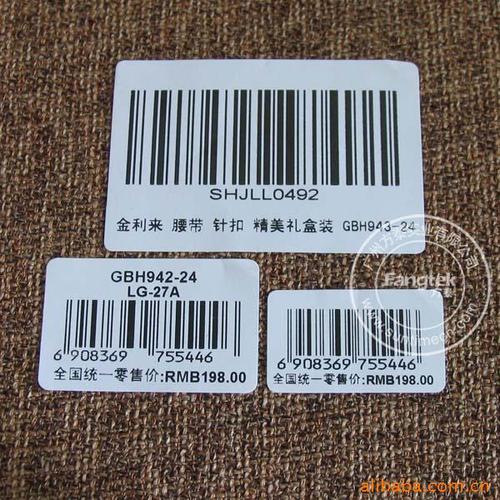 SHJLL0492
金利来 腰带 针扣 精美礼盒装 GBH943-24
GBH942-24
LG-27A
6 908369 755446
全国统一零售价:RMB198.00
6 908369 755446
全国统一零售价:RMB198.00
Fangtek
alibaba.com.cn